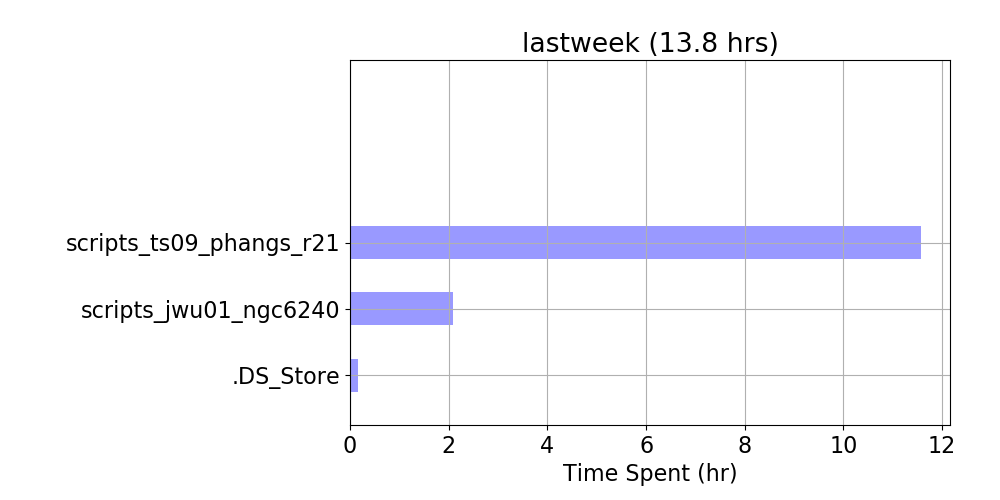 lastweek (13.8 hrs)
scripts_ts09_phangs_r21
scripts_jwu01_ngc6240
.DS_Store
0 2 4 6 8 10 12
Time Spent (hr)